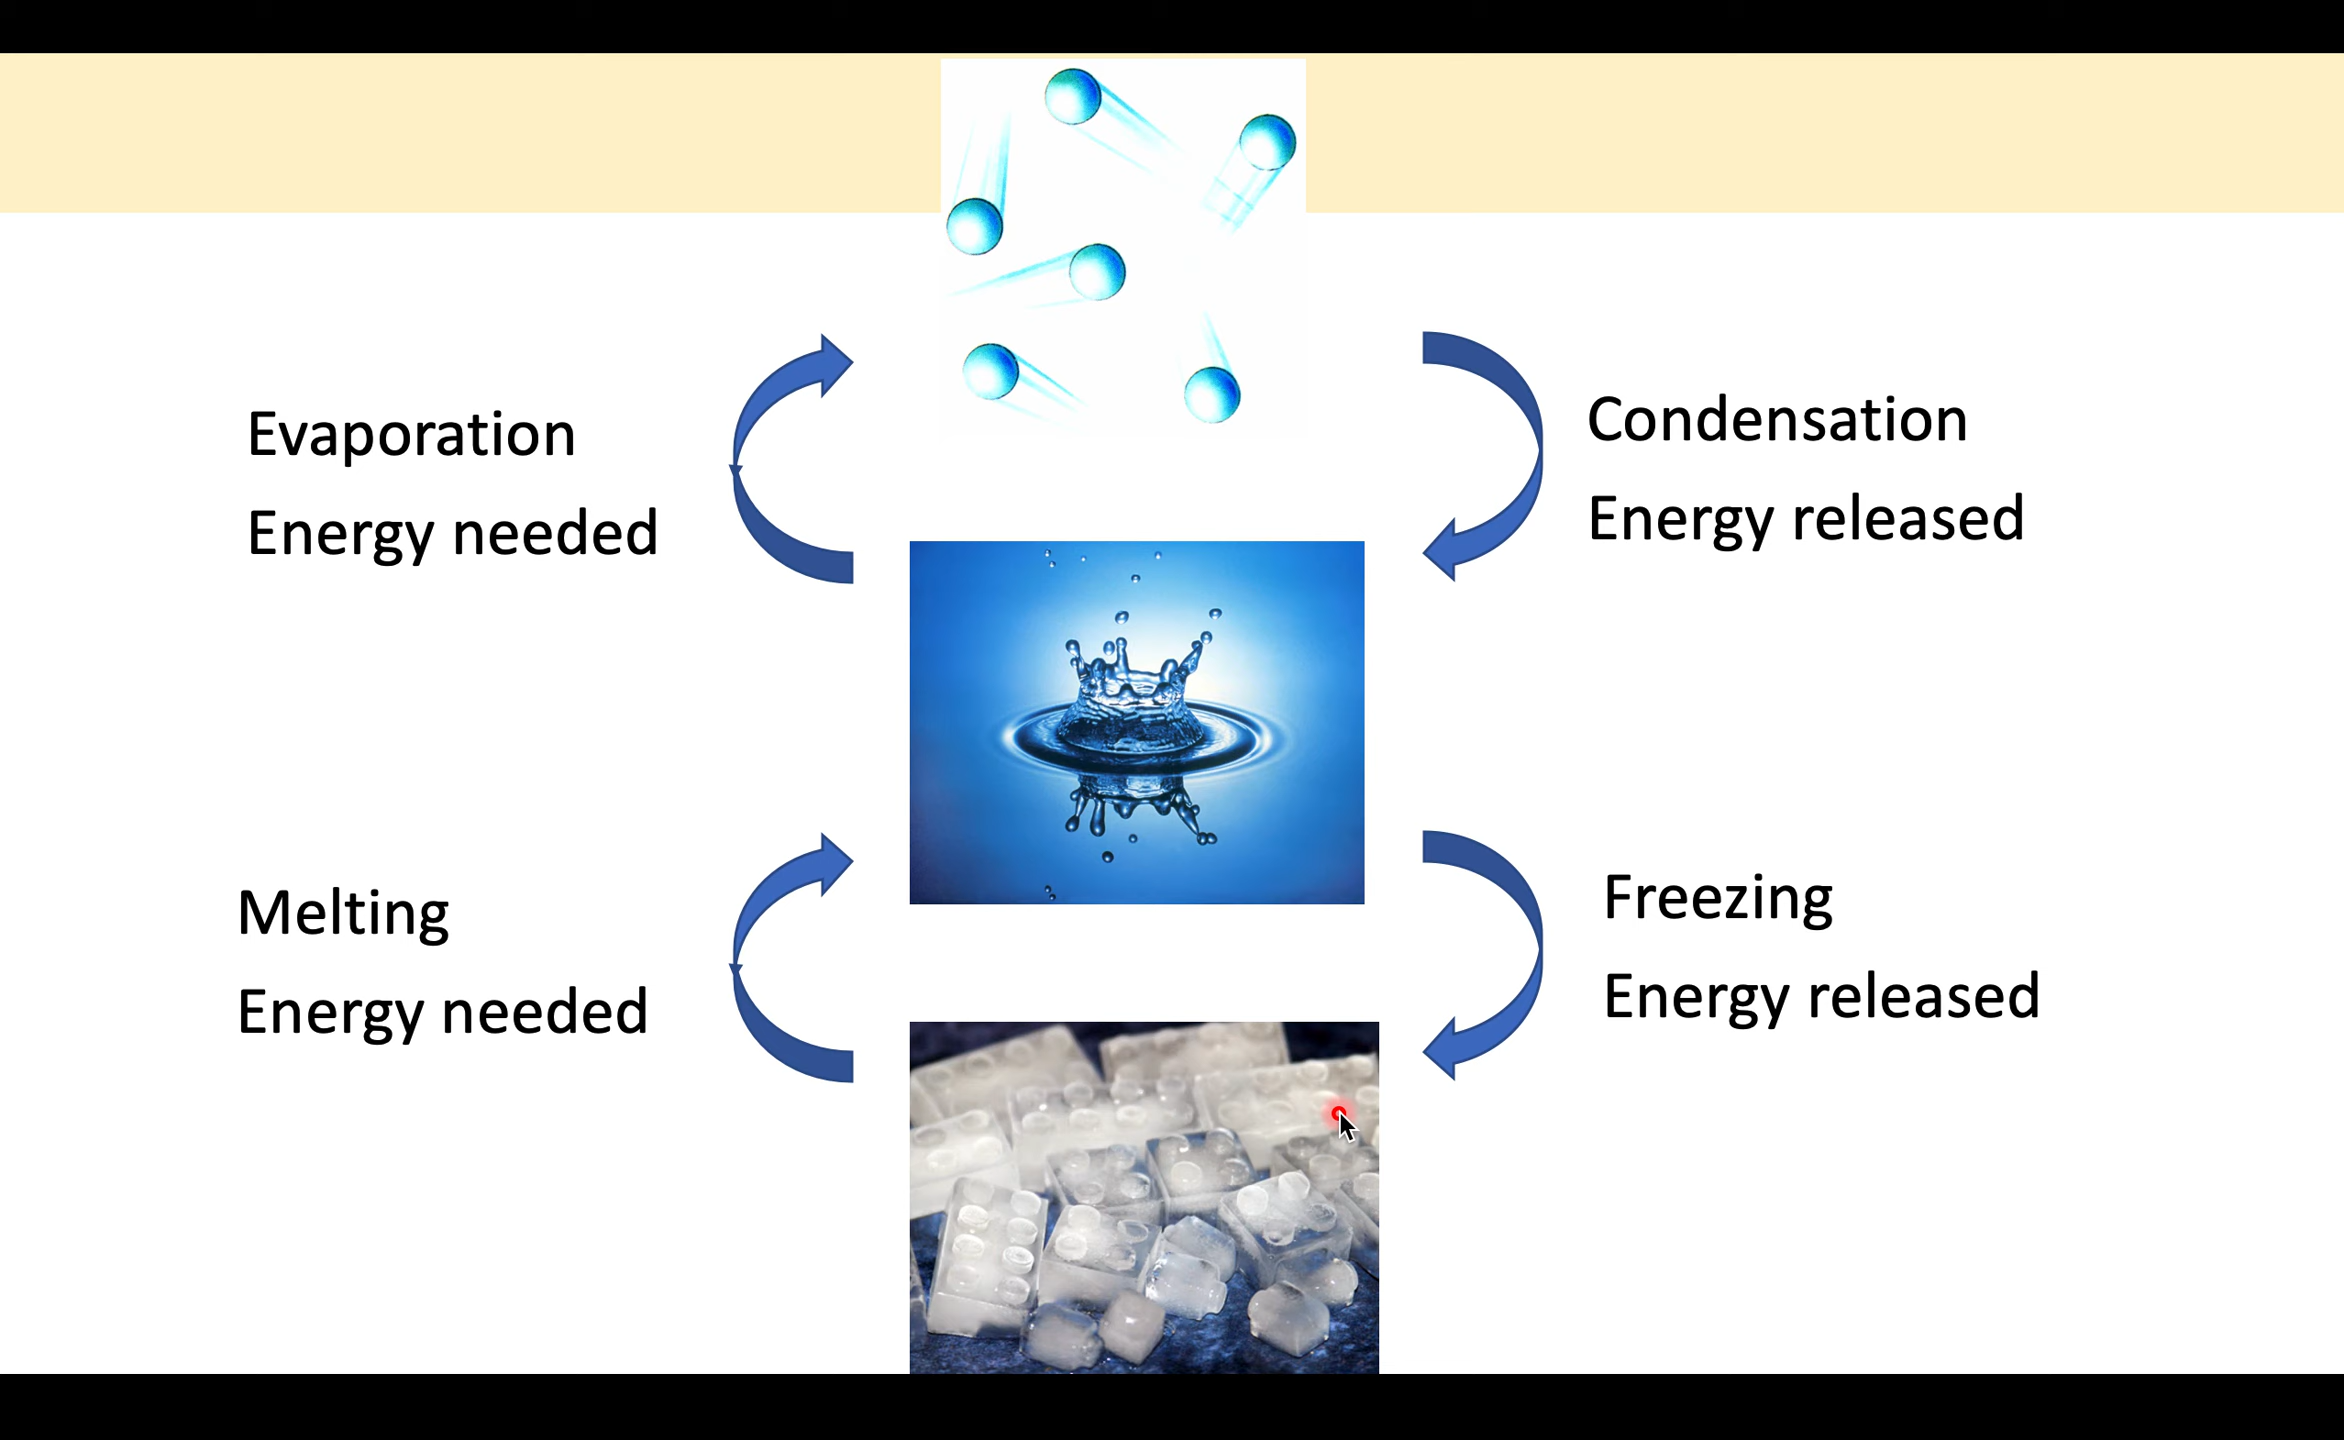 Evaporation
Energy needed
Condensation
Energy released
Melting
Energy needed
Freezing
Energy released